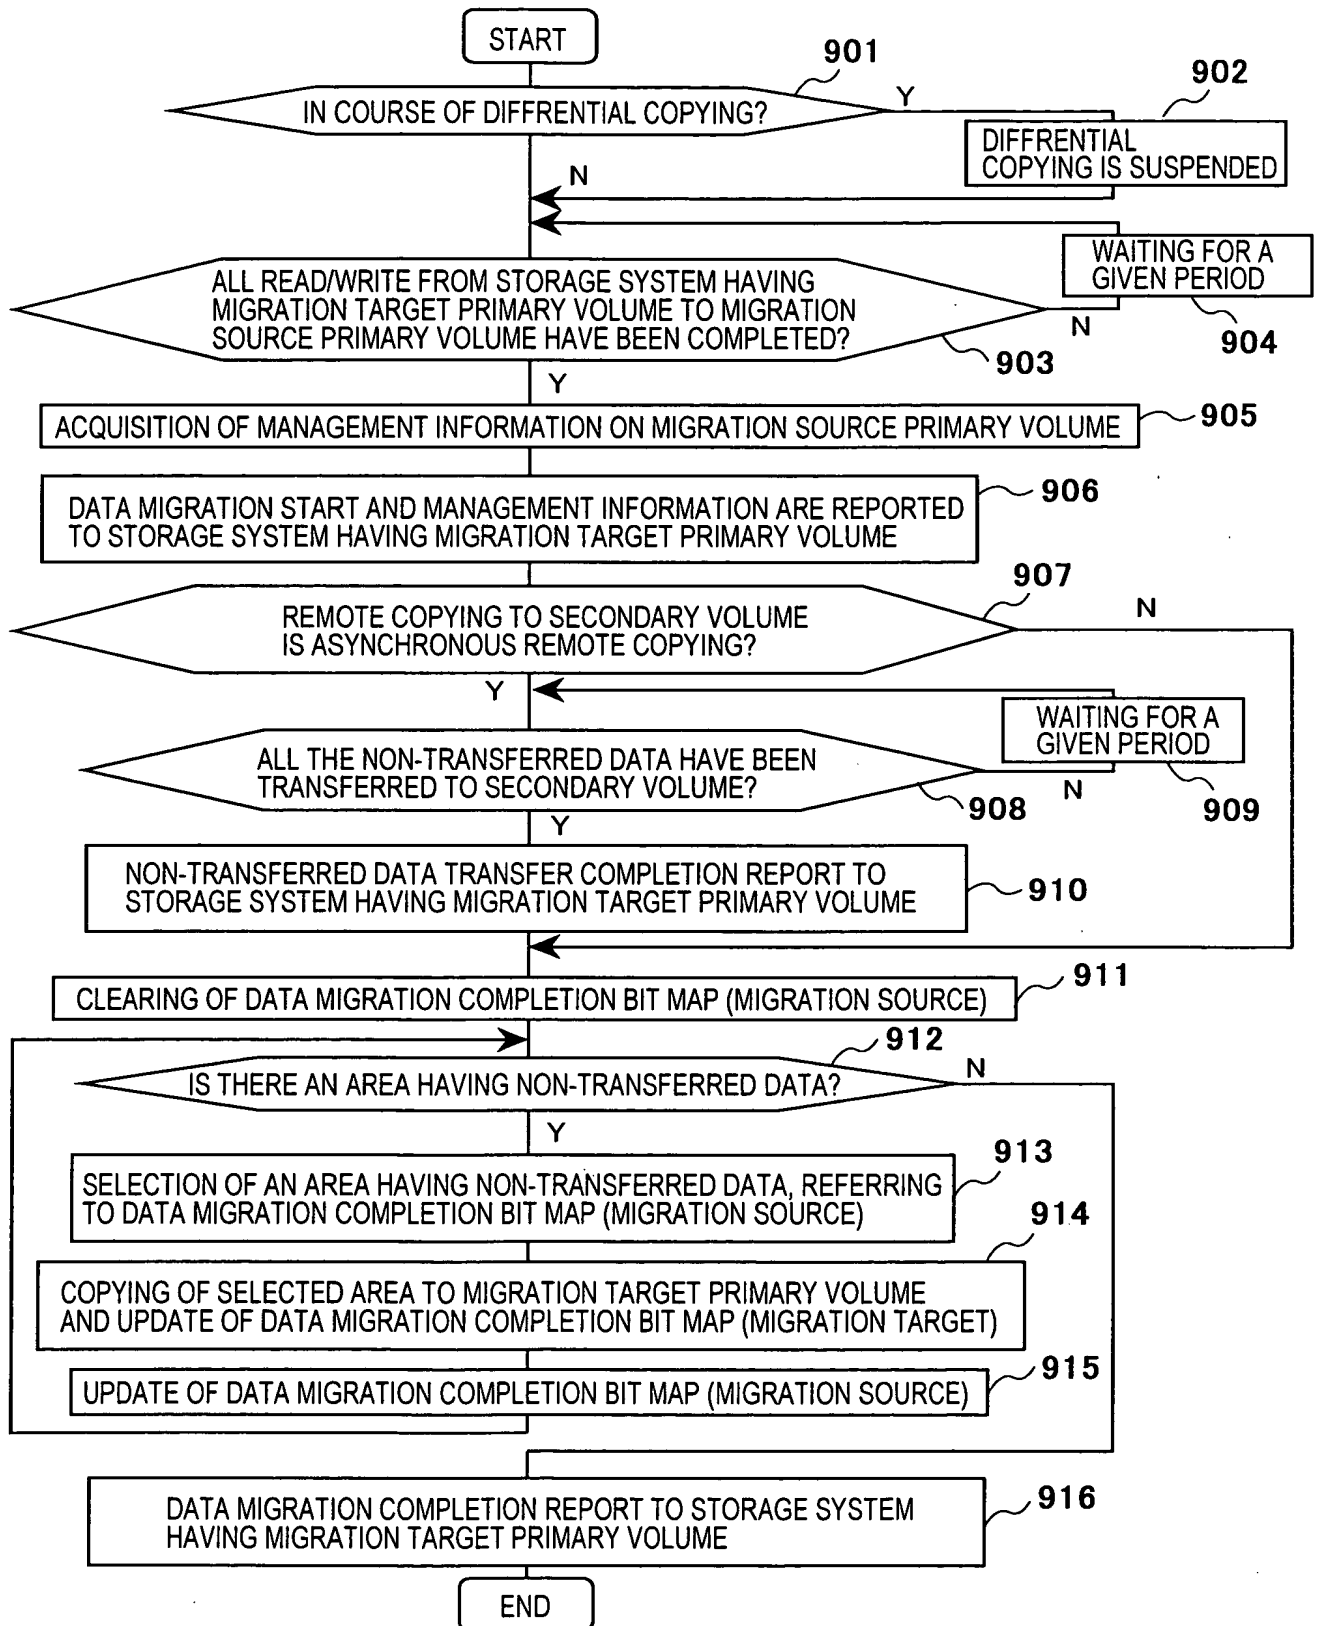 START
901
IN COURSE OF DIFFRENTIAL COPYING?
Y
902
DIFFRENTIAL
COPYING IS SUSPENDED
N
WAITING FOR A
GIVEN PERIOD
904
ALL READ/WRITE FROM STORAGE SYSTEM HAVING
MIGRATION TARGET PRIMARY VOLUME TO MIGRATION
SOURCE PRIMARY VOLUME HAVE BEEN COMPLETED?
N
903
Y
ACQUISITION OF MANAGEMENT INFORMATION ON MIGRATION SOURCE PRIMARY VOLUME
905
DATA MIGRATION START AND MANAGEMENT INFORMATION ARE REPORTED
TO STORAGE SYSTEM HAVING MIGRATION TARGET PRIMARY VOLUME
906
907
REMOTE COPYING TO SECONDARY VOLUME
IS ASYNCHRONOUS REMOTE COPYING?
N
Y
WAITING FOR A
GIVEN PERIOD
909
ALL THE NON-TRANSFERRED DATA HAVE BEEN
TRANSFERRED TO SECONDARY VOLUME?
N
908
Y
NON-TRANSFERRED DATA TRANSFER COMPLETION REPORT TO
STORAGE SYSTEM HAVING MIGRATION TARGET PRIMARY VOLUME
910
CLEARING OF DATA MIGRATION COMPLETION BIT MAP (MIGRATION SOURCE)
911
912
IS THERE AN AREA HAVING NON-TRANSFERRED DATA?
N
Y
913
SELECTION OF AN AREA HAVING NON-TRANSFERRED DATA, REFERRING
TO DATA MIGRATION COMPLETION BIT MAP (MIGRATION SOURCE)
914
COPYING OF SELECTED AREA TO MIGRATION TARGET PRIMARY VOLUME
AND UPDATE OF DATA MIGRATION COMPLETION BIT MAP (MIGRATION TARGET)
915
UPDATE OF DATA MIGRATION COMPLETION BIT MAP (MIGRATION SOURCE)
916
DATA MIGRATION COMPLETION REPORT TO STORAGE SYSTEM
HAVING MIGRATION TARGET PRIMARY VOLUME
END